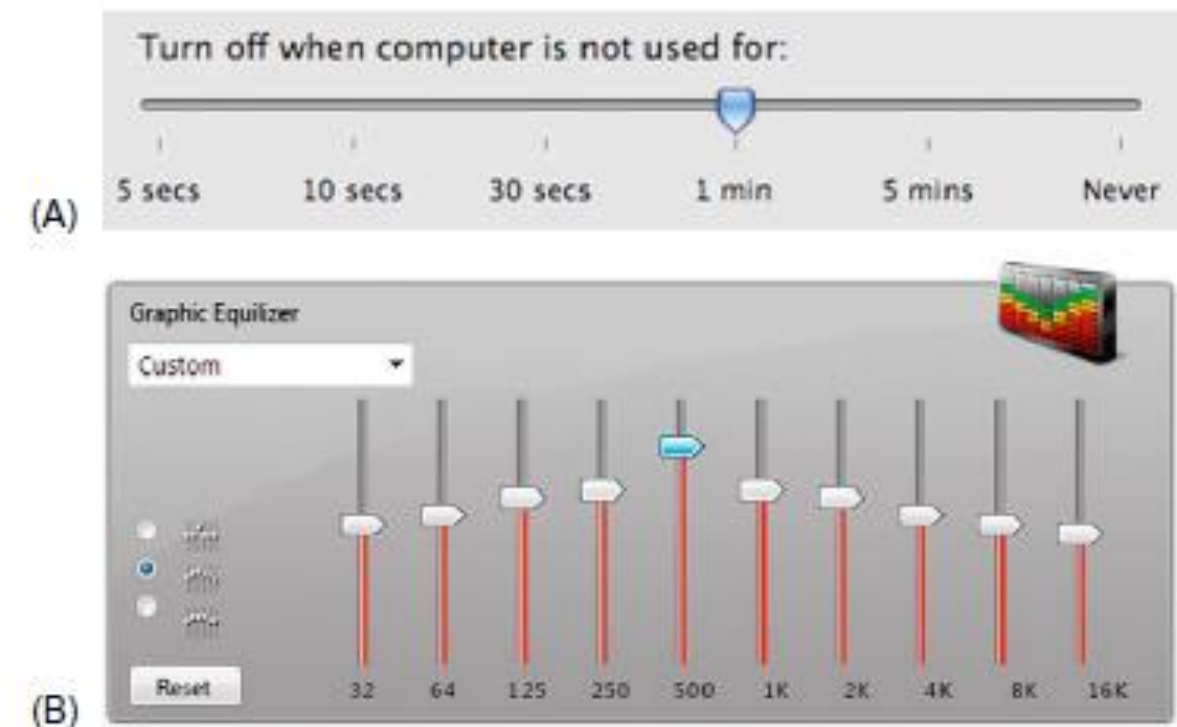 Turn off when computer is not used for:
5 secs 10 secs 30 secs 1 min 5 mins Never
(A)
Graphic Equilizer
Custom
Reset
32 64 125 250 500 1K 2K 4K 8K 16K
(B)